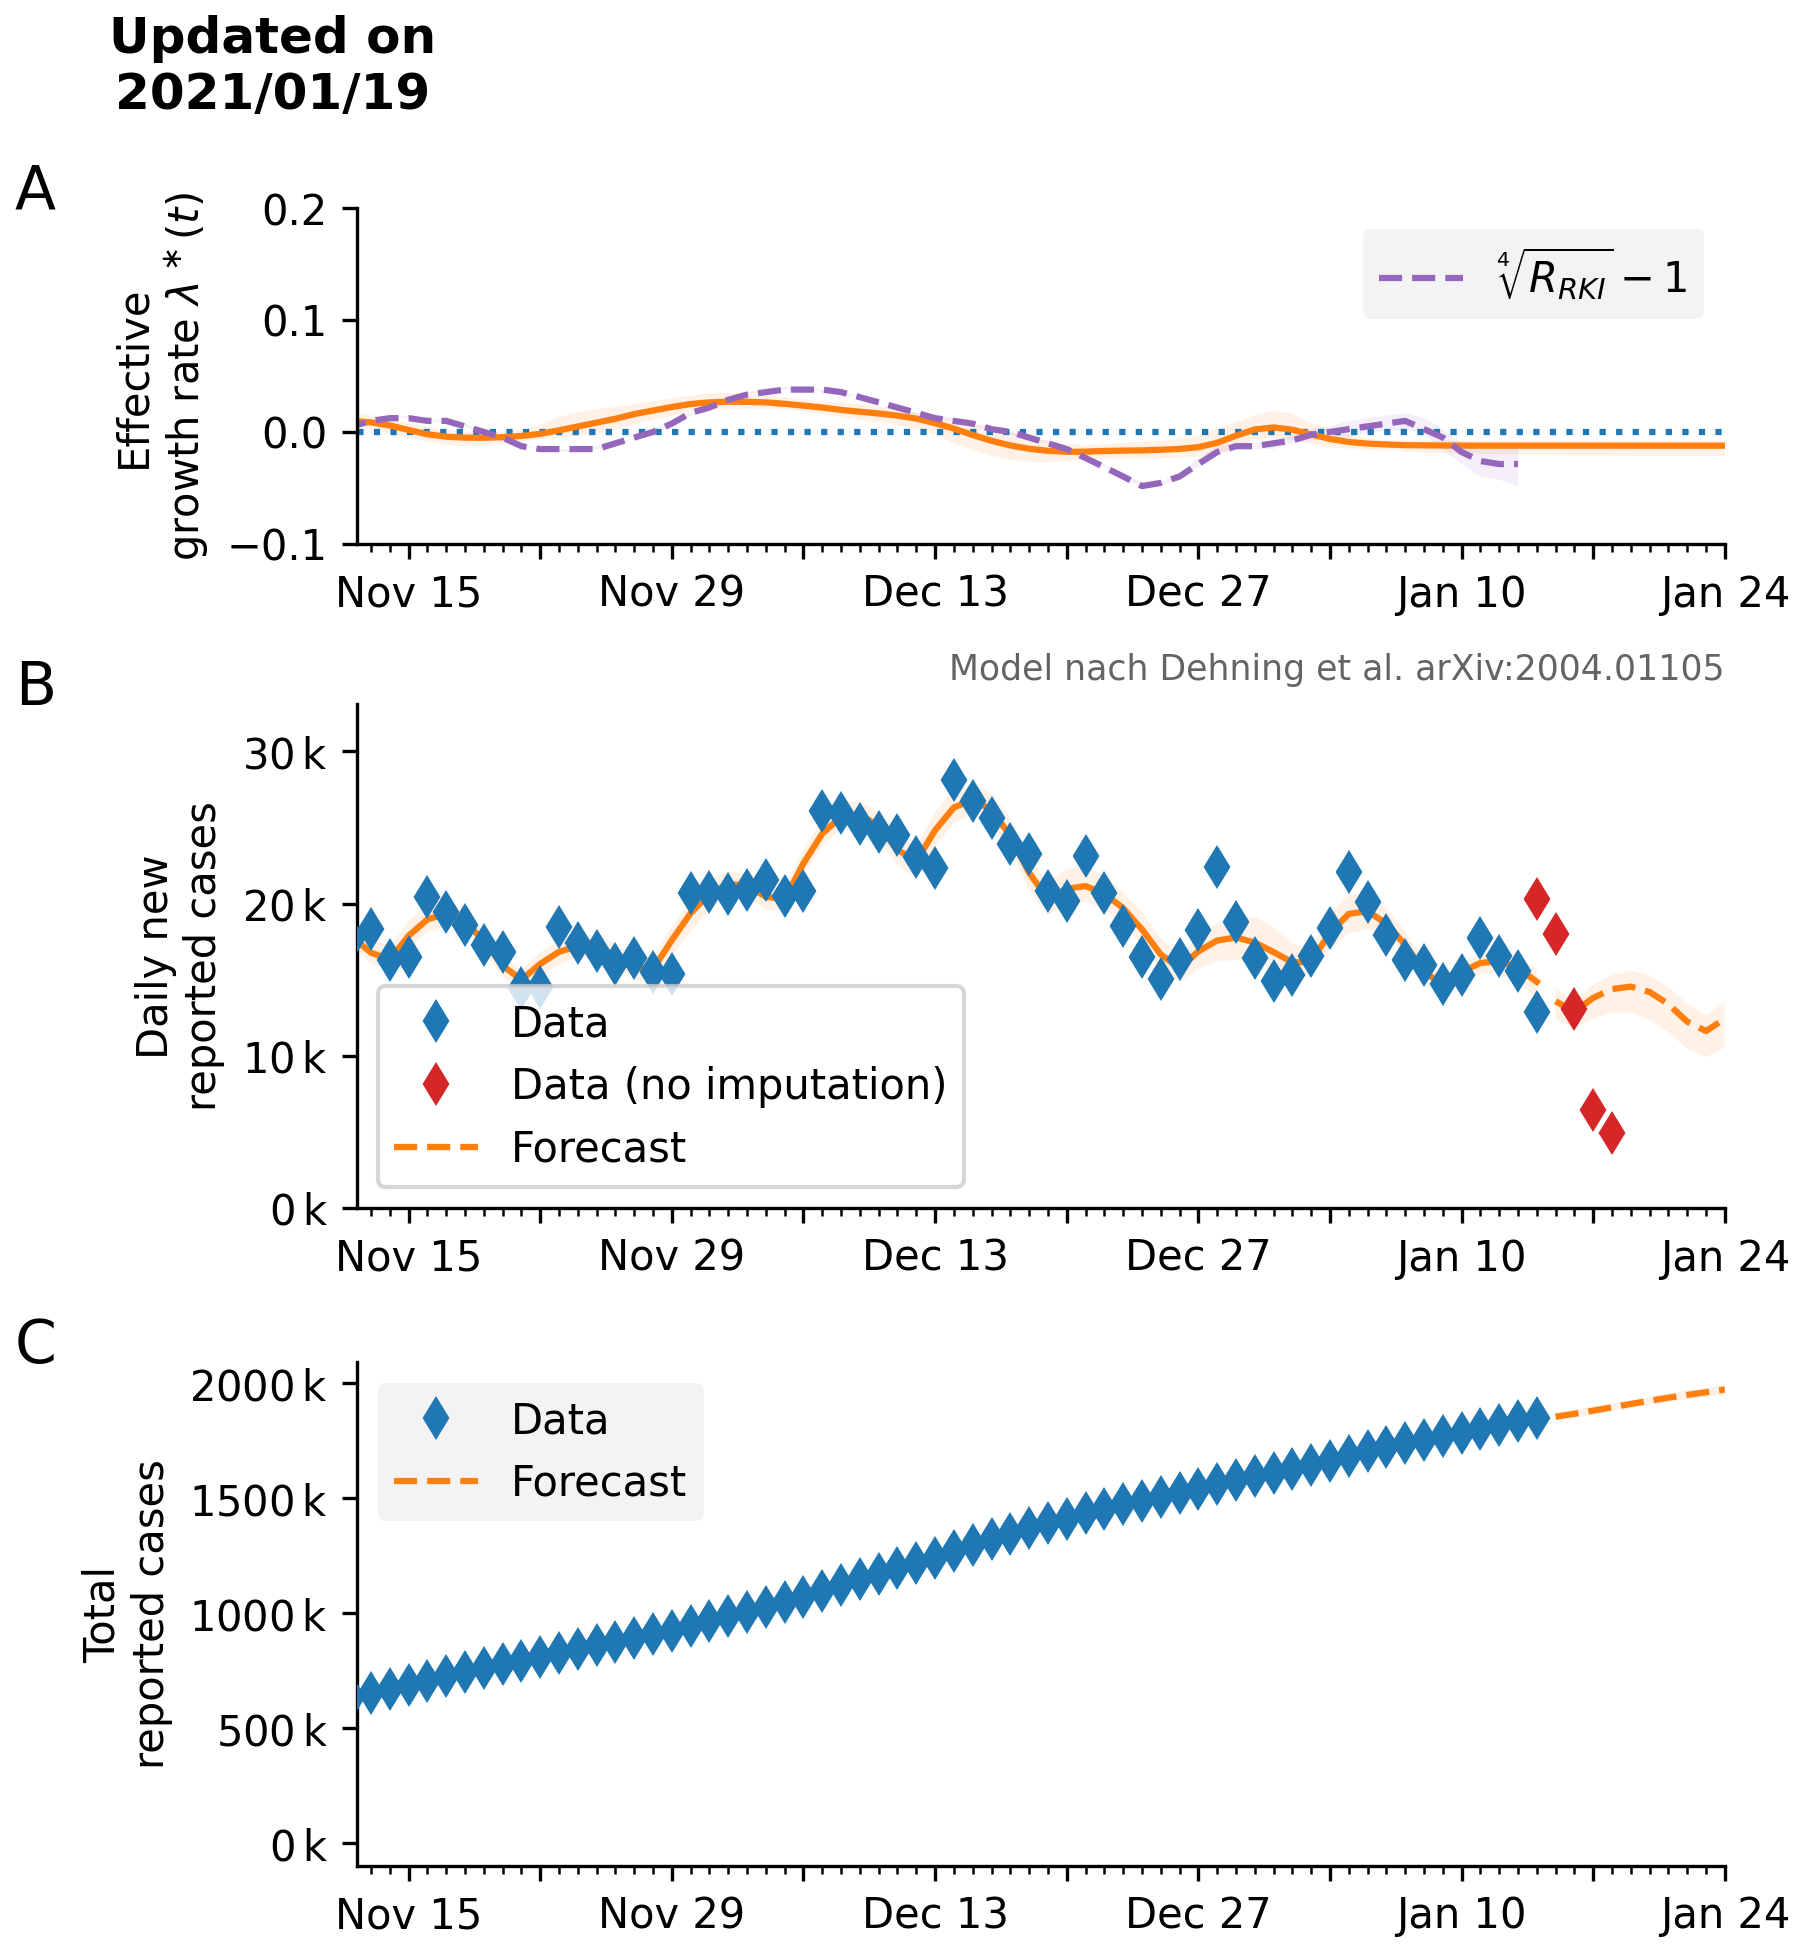 Updated on
2021/01/19
A
Effective
growth rate λ * (t)
0.2
0.1
0.0
−0.1
∜R_RKI − 1
Nov 15 Nov 29 Dec 13 Dec 27 Jan 10 Jan 24
Model nach Dehning et al. arXiv:2004.01105
B
Daily new
reported cases
30 k
20 k
10 k
0 k
Data
Data (no imputation)
Forecast
Nov 15 Nov 29 Dec 13 Dec 27 Jan 10 Jan 24
C
Total
reported cases
2000 k
1500 k
1000 k
500 k
0 k
Data
Forecast
Nov 15 Nov 29 Dec 13 Dec 27 Jan 10 Jan 24